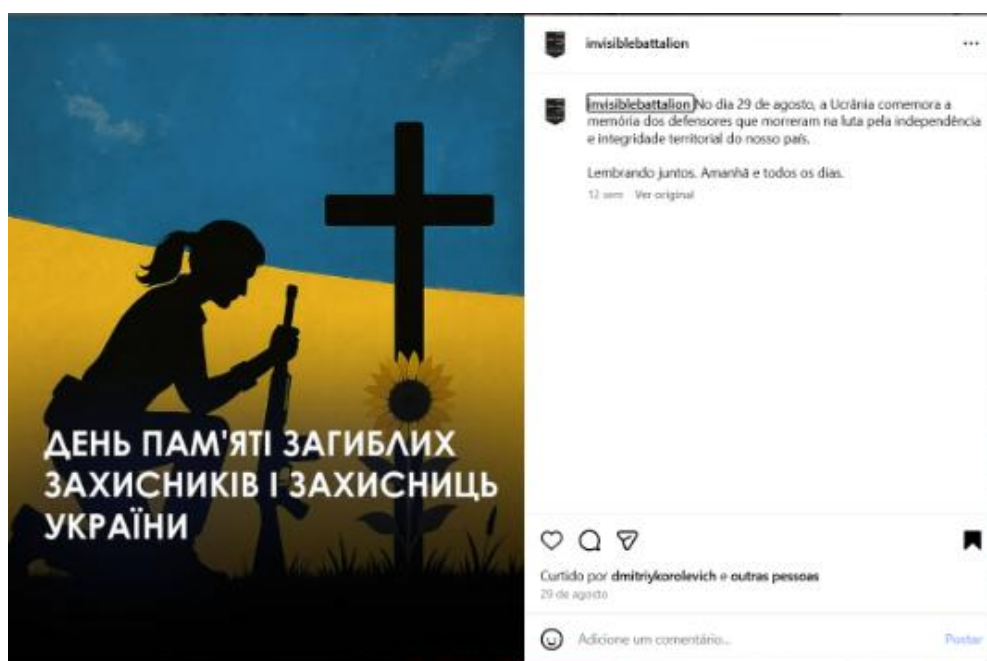 ДЕНЬ ПАМ'ЯТІ ЗАГИБЛИХ
ЗАХИСНИКІВ І ЗАХИСНИЦЬ
УКРАЇНИ
invisiblebattalion
invisiblebattalion No dia 29 de agosto, a Ucrânia comemora a
memória dos defensores que morreram na luta pela independência
e integridade territorial do nosso país.
Lembrando juntos. Amanhã e todos os dias.
12 sem Ver original
Curtido por dmitriykorolevich e outras pessoas
29 de agosto
Adicione um comentário...
Postar